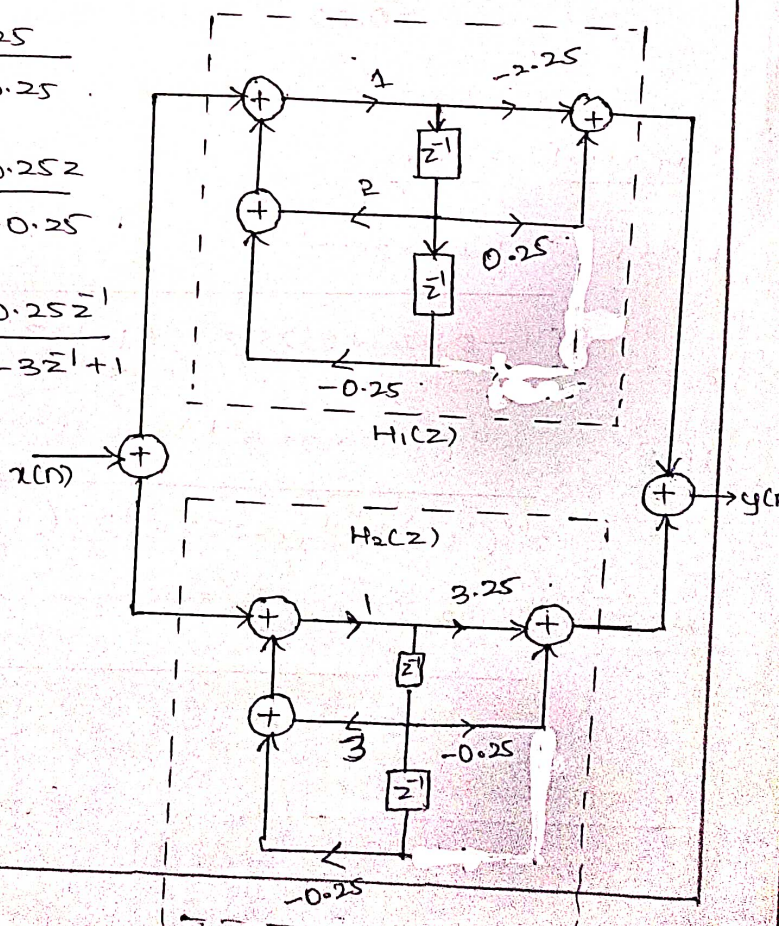 25
.25 .
.25z
0.25 .
0.25z⁻¹
-3z⁻¹+1
1
-2.25
+
+
z⁻¹
2
+
0.25
z⁻¹
-0.25
H₁(z)
x(n)
+
+
y(
H₂(z)
1
3.25
+
+
z⁻¹
+
3
-0.25
z⁻¹
-0.25